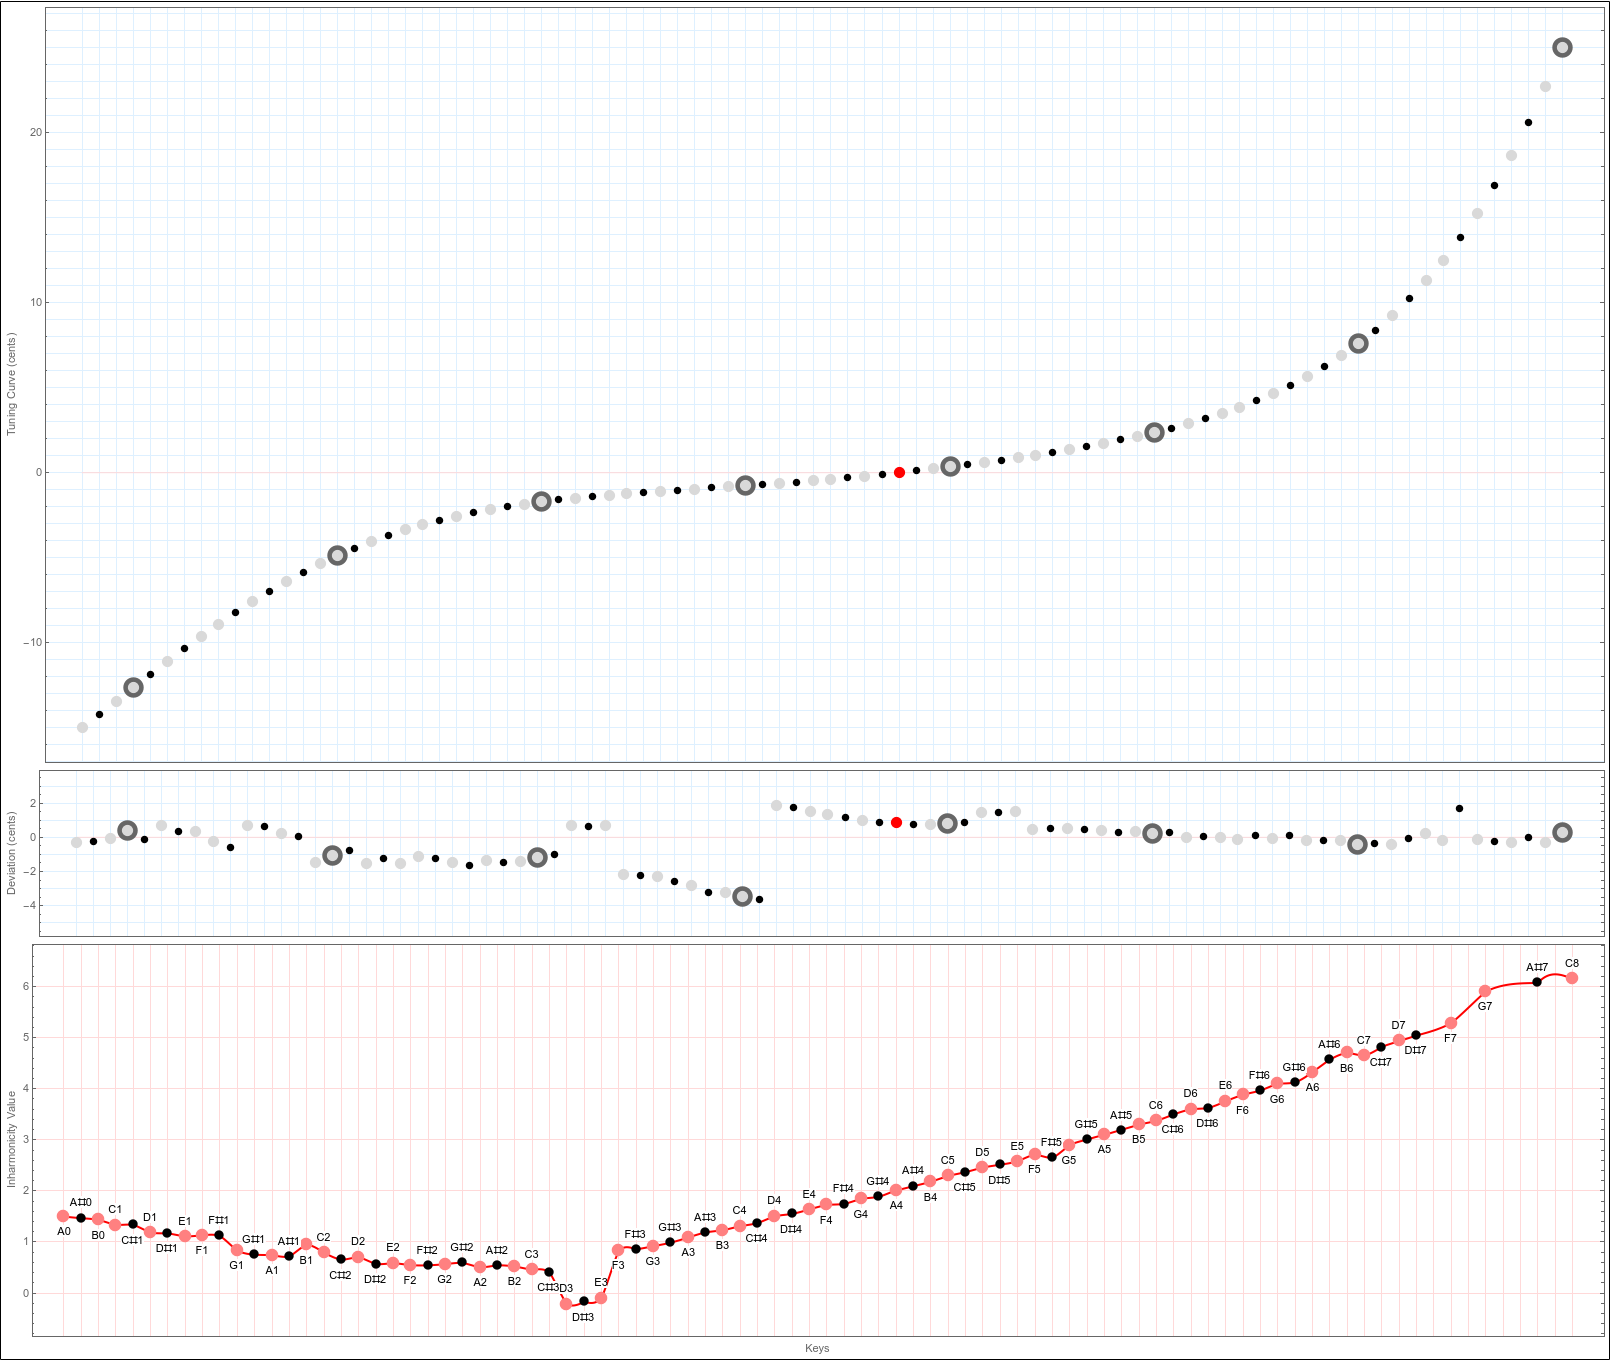 20
10
0
−10
Tuning Curve (cents)
2
0
−2
−4
Deviation (cents)
6
5
4
3
2
1
0
Inharmonicity Value
A0
A♯0
B0
C1
C♯1
D1
D♯1
E1
F1
F♯1
G1
G♯1
A1
A♯1
B1
C2
C♯2
D2
D♯2
E2
F2
F♯2
G2
G♯2
A2
A♯2
B2
C3
C♯3
D3
D♯3
E3
F3
F♯3
G3
G♯3
A3
A♯3
B3
C4
C♯4
D4
D♯4
E4
F4
F♯4
G4
G♯4
A4
A♯4
B4
C5
C♯5
D5
D♯5
E5
F5
F♯5
G5
G♯5
A5
A♯5
B5
C6
C♯6
D6
D♯6
E6
F6
F♯6
G6
G♯6
A6
A♯6
B6
C7
C♯7
D7
D♯7
F7
G7
A♯7
C8
Keys